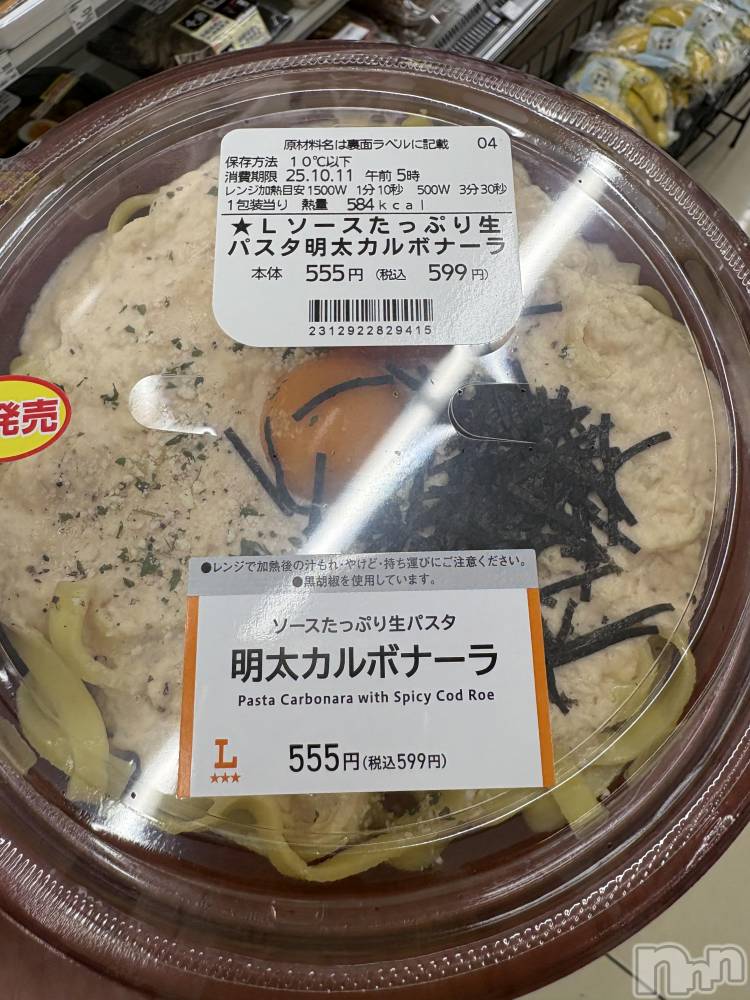 原材料名は裏面ラベルに記載 04
保存方法 10℃以下
消費期限 25.10.11 午前 5時
レンジ加熱目安 1500W 1分10秒 500W 3分30秒
1包装当り 熱量 584kcal
★Lソースたっぷり生
パスタ明太カルボナーラ
本体 555円 (税込 599円)
2312922829415
発売
●レンジで加熱後の汁もれ・やけど・持ち運びにご注意ください。
●黒胡椒を使用しています。
ソースたっぷり生パスタ
明太カルボナーラ
Pasta Carbonara with Spicy Cod Roe
L
★★★
555円(税込599円)